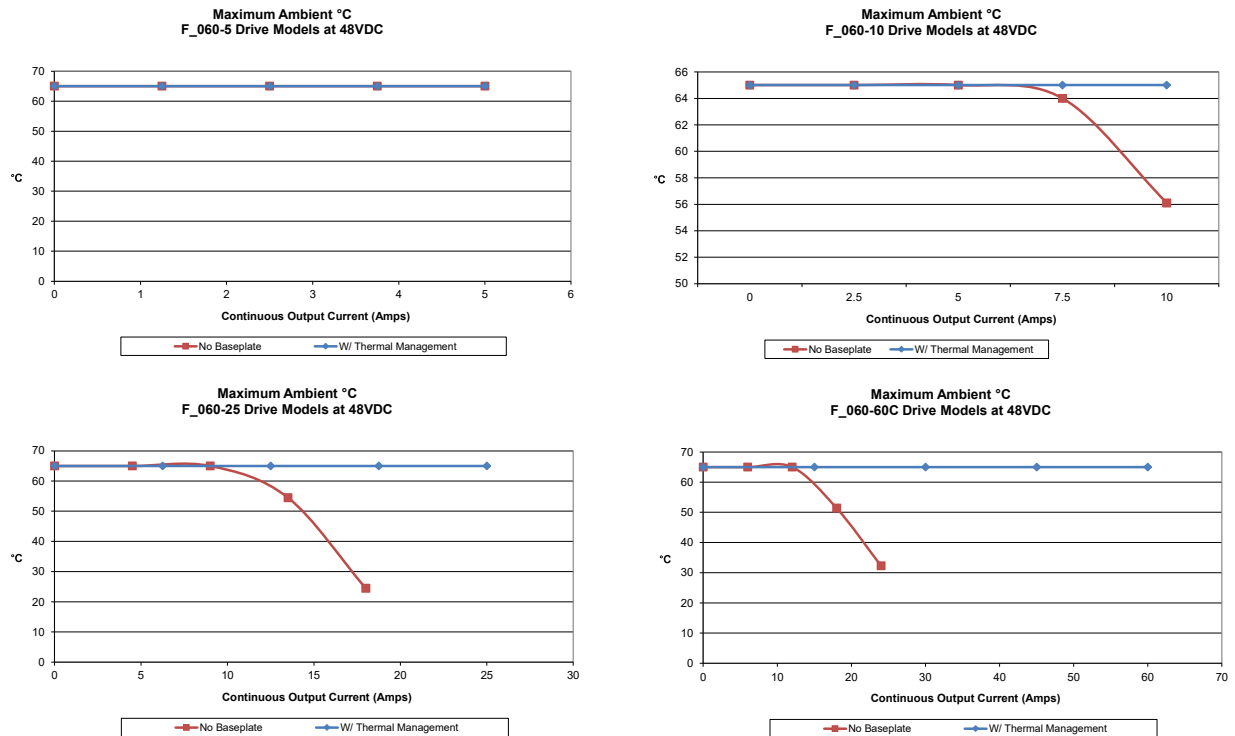 Maximum Ambient °C
F_060-5 Drive Models at 48VDC
70
60
50
40
30
20
10
0
°C
0 1 2 3 4 5 6
Continuous Output Current (Amps)
No Baseplate W/ Thermal Management
Maximum Ambient °C
F_060-10 Drive Models at 48VDC
66
64
62
60
58
56
54
52
50
°C
0 2.5 5 7.5 10
Continuous Output Current (Amps)
No Baseplate W/ Thermal Management
Maximum Ambient °C
F_060-25 Drive Models at 48VDC
70
60
50
40
30
20
10
0
°C
0 5 10 15 20 25 30
Continuous Output Current (Amps)
No Baseplate W/ Thermal Management
Maximum Ambient °C
F_060-60C Drive Models at 48VDC
70
60
50
40
30
20
10
0
°C
0 10 20 30 40 50 60 70
Continuous Output Current (Amps)
No Baseplate W/ Thermal Management